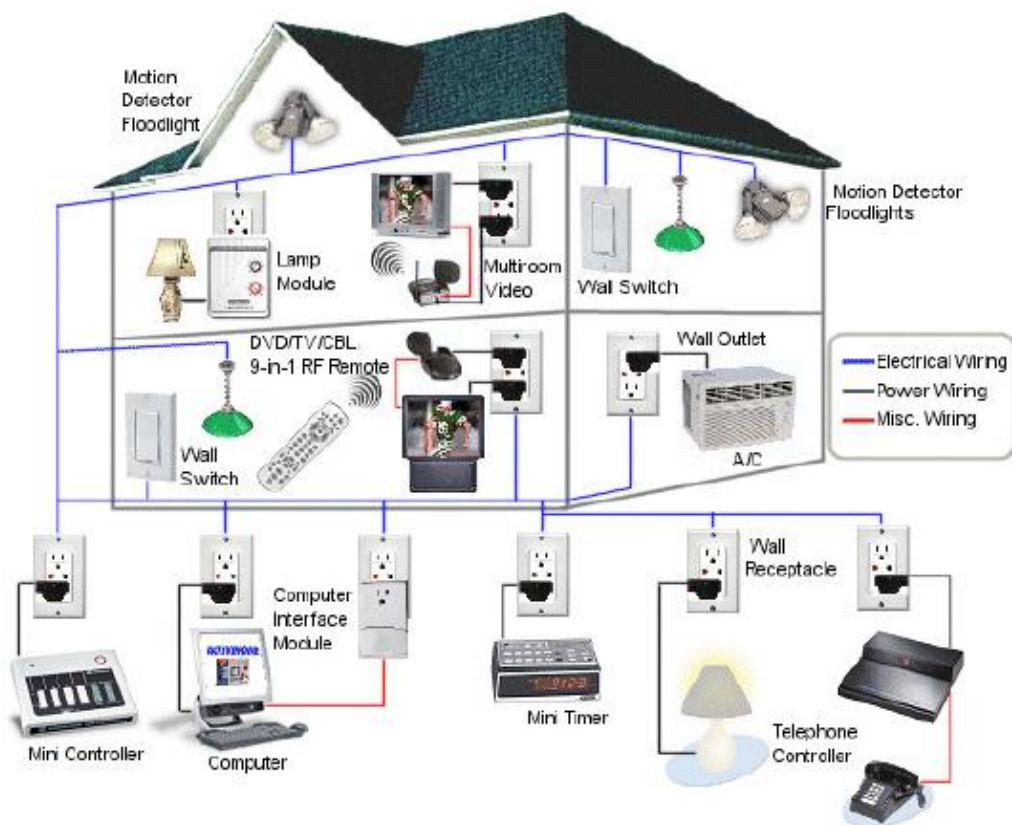 Motion
Detector
Floodlight
Motion Detector
Floodlights
Lamp
Module
Multiroom
Video
Wall Switch
DVD/TV/CBL
9-in-1 RF Remote
Wall Outlet
Electrical Wiring
Power Wiring
Misc. Wiring
Wall
Switch
A/C
Computer
Interface
Module
Wall
Receptacle
Mini Controller
Computer
Mini Timer
Telephone
Controller